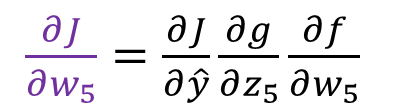 ∂J/∂w₅ = ∂J/∂ŷ ∂g/∂z₅ ∂f/∂w₅